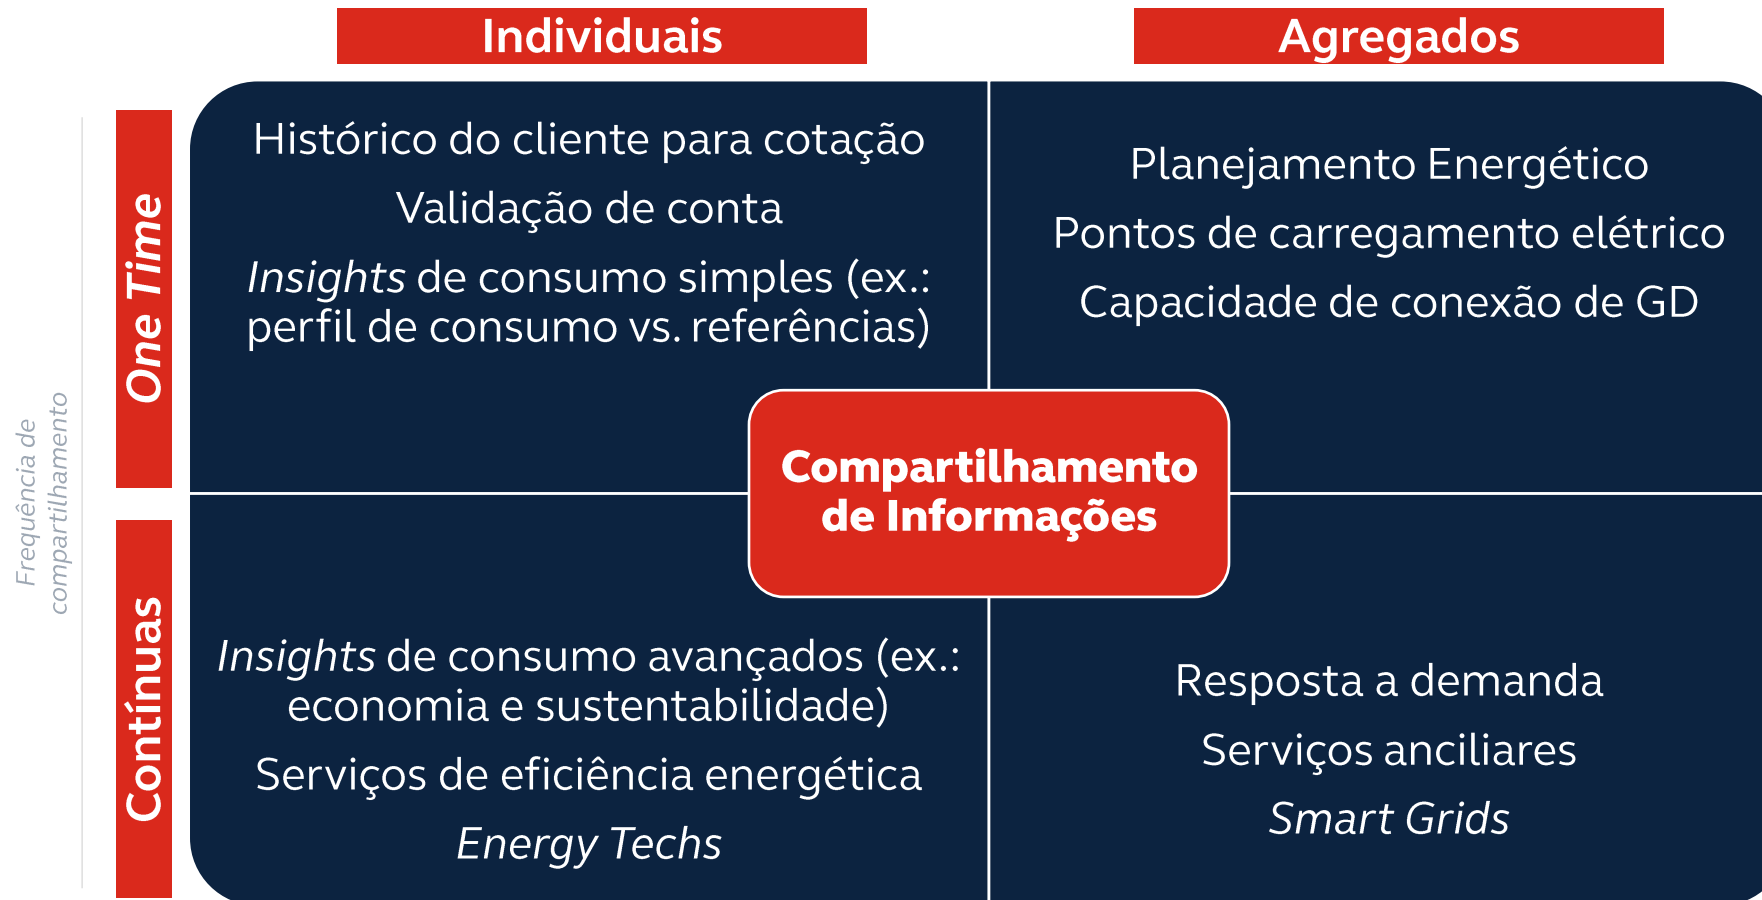 Individuais
Agregados
Frequência de
compartilhamento
One Time
Histórico do cliente para cotação
Validação de conta
Insights de consumo simples (ex.:
perfil de consumo vs. referências)
Planejamento Energético
Pontos de carregamento elétrico
Capacidade de conexão de GD
Compartilhamento
de Informações
Contínuas
Insights de consumo avançados (ex.:
economia e sustentabilidade)
Serviços de eficiência energética
Energy Techs
Resposta a demanda
Serviços anciliares
Smart Grids